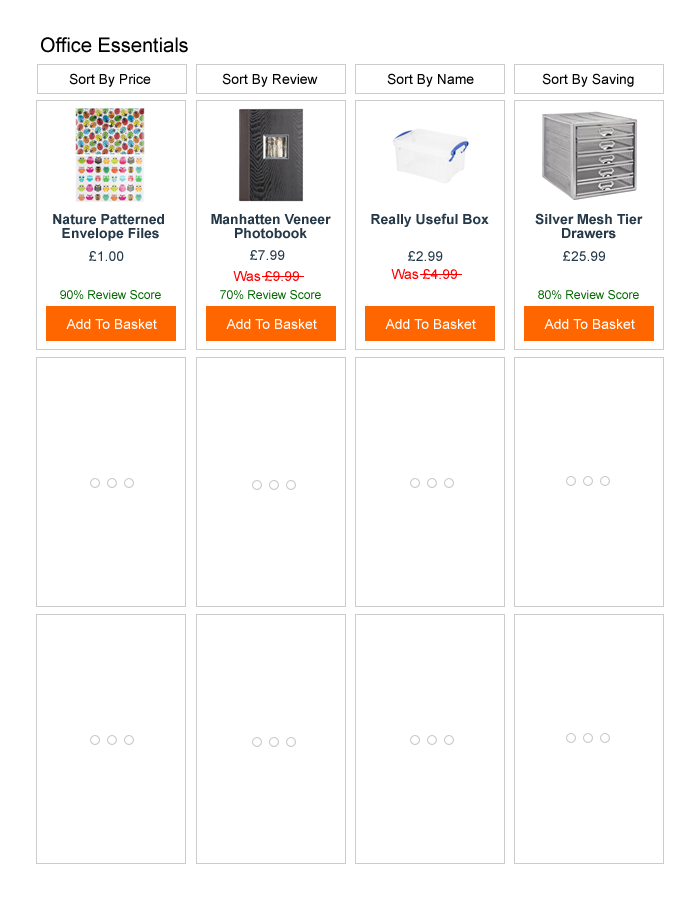 Office Essentials
Sort By Price
Sort By Review
Sort By Name
Sort By Saving
Nature Patterned
Envelope Files
£1.00
90% Review Score
Add To Basket
Manhatten Veneer
Photobook
£7.99
Was £9.99
70% Review Score
Add To Basket
Really Useful Box
£2.99
Was £4.99
Add To Basket
Silver Mesh Tier
Drawers
£25.99
80% Review Score
Add To Basket